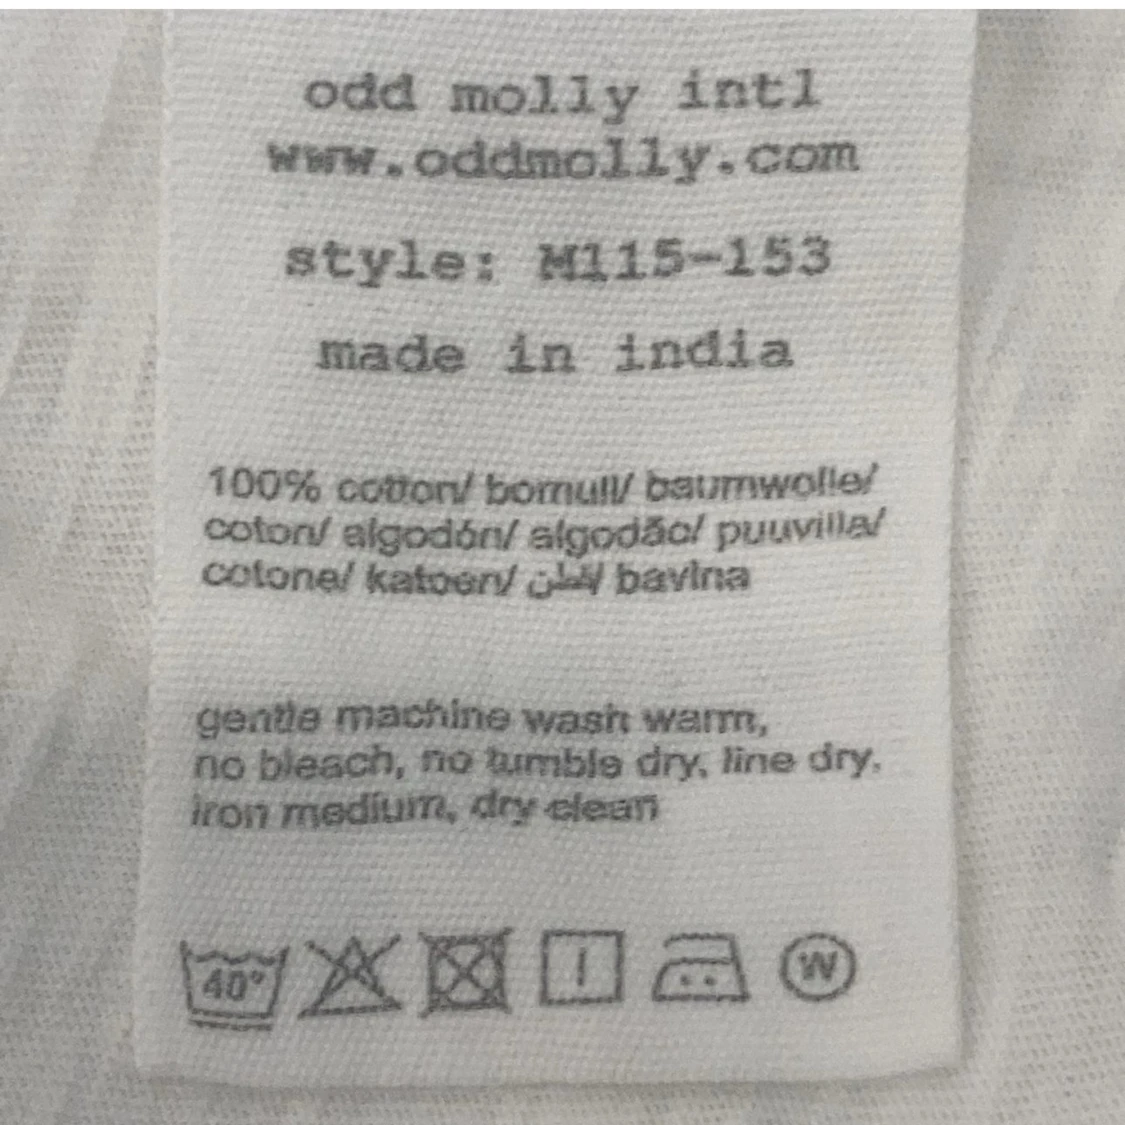 odd molly intl
www.oddmolly.com
style: M115-153
made in india
100% cotton/ bomull/ baumwolle/
coton/ algodón/ algodão/ puuvilla/
cotone/ katoen/ قطن/ bavlna
gentle machine wash warm,
no bleach, no tumble dry, line dry,
iron medium, dry clean
40° W